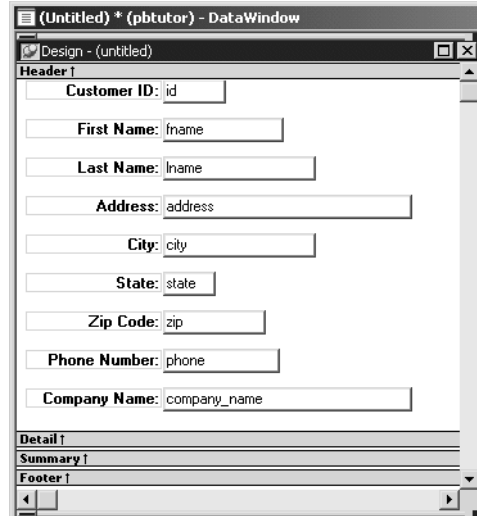 (Untitled) * (pbtutor) - DataWindow
Design - (untitled)
Header ↑
Customer ID: id
First Name: fname
Last Name: lname
Address: address
City: city
State: state
Zip Code: zip
Phone Number: phone
Company Name: company_name
Detail ↑
Summary ↑
Footer ↑